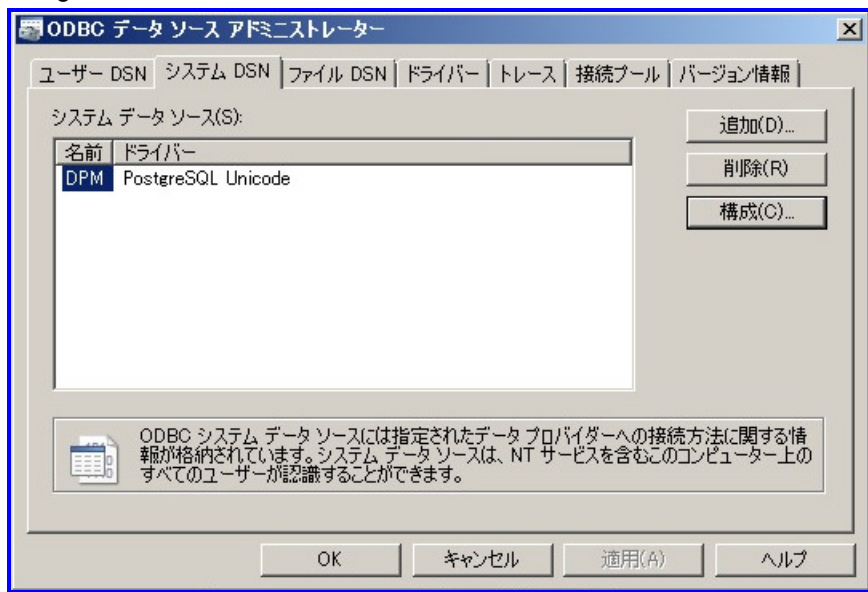 ODBC データ ソース アドミニストレーター
ユーザー DSN システム DSN ファイル DSN ドライバー トレース 接続プール バージョン情報
システム データ ソース(S):
名前 ドライバー
DPM PostgreSQL Unicode
追加(D)...
削除(R)
構成(C)...
ODBC システム データ ソースには指定されたデータ プロバイダーへの接続方法に関する情
報が格納されています。システム データ ソースは、NT サービスを含むこのコンピューター上の
すべてのユーザーが認識することができます。
OK キャンセル 適用(A) ヘルプ